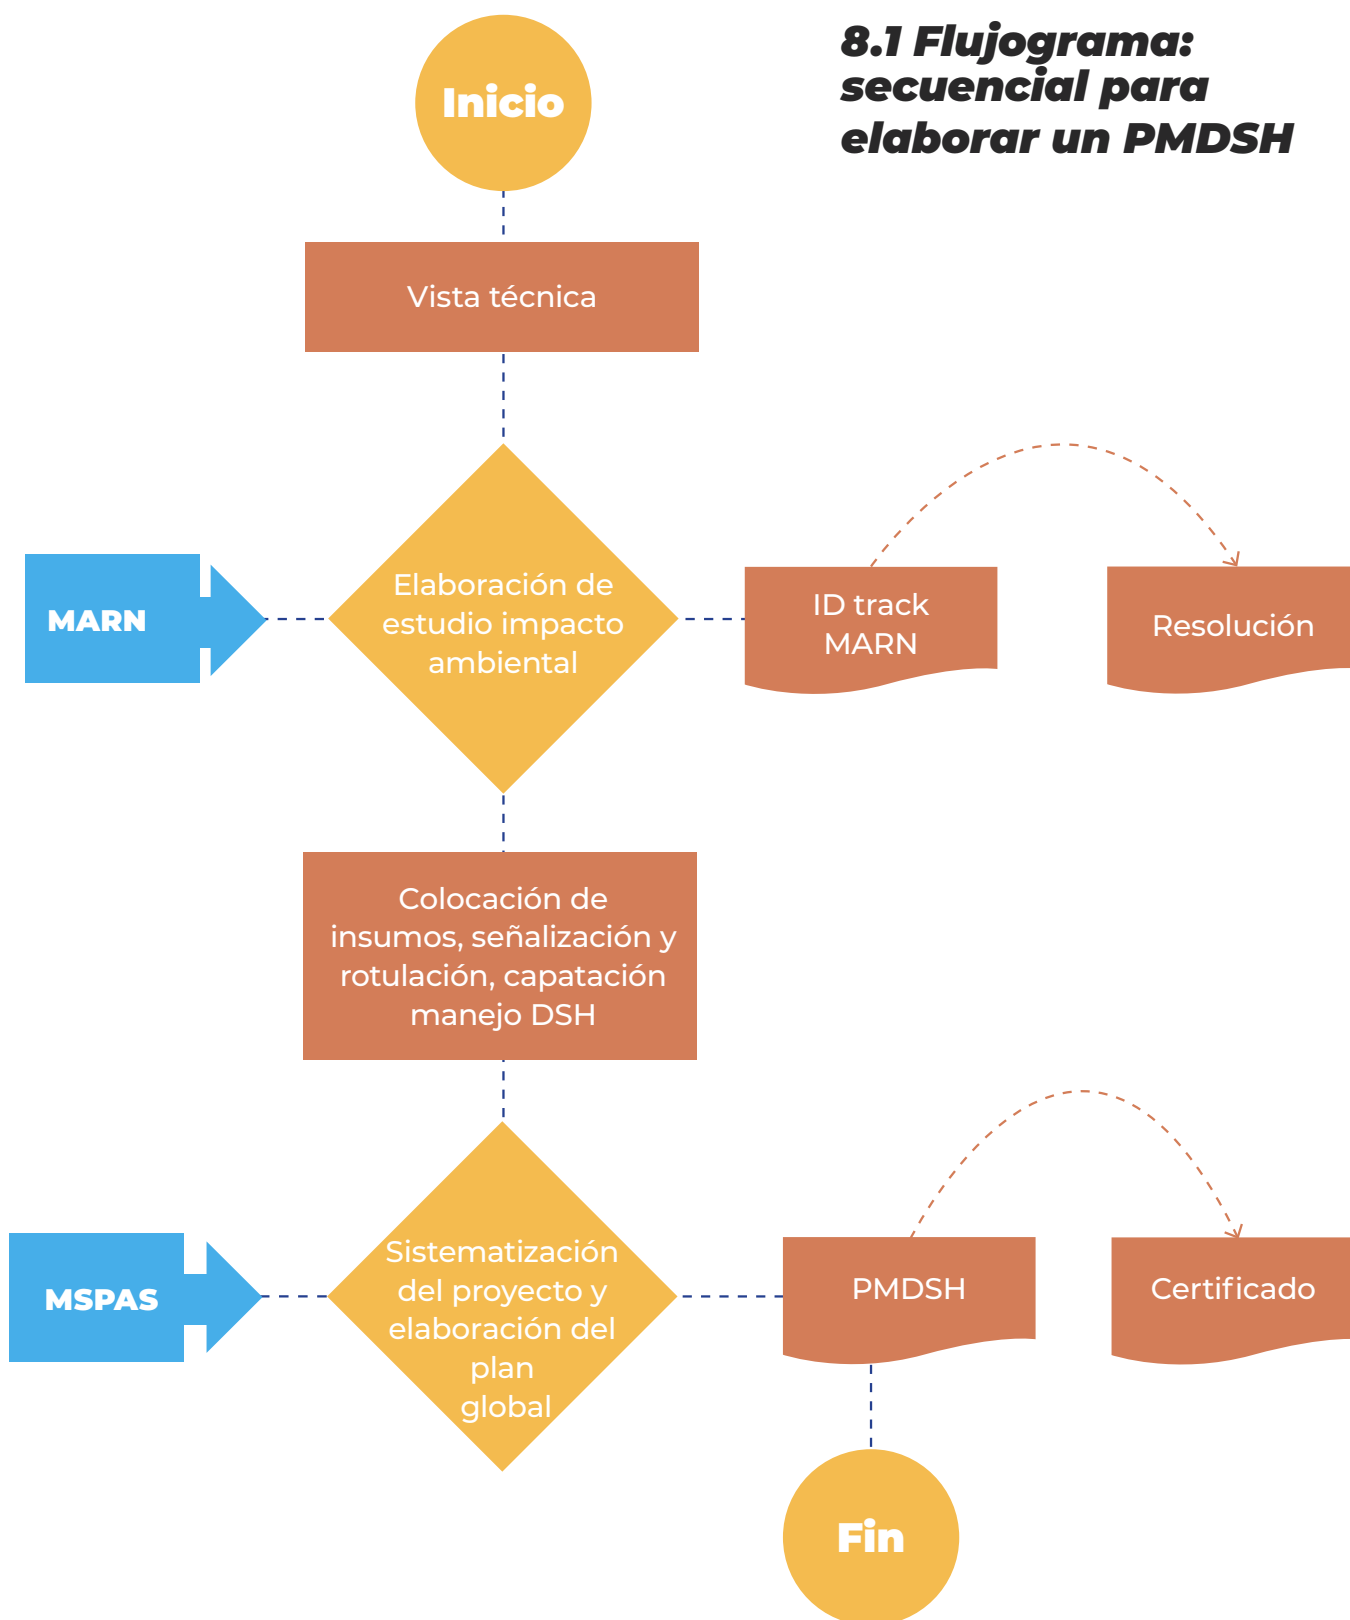 8.1 Flujograma:
secuencial para
elaborar un PMDSH
Inicio
Vista técnica
MARN
Elaboración de
estudio impacto
ambiental
ID track
MARN
Resolución
Colocación de
insumos, señalización y
rotulación, capatación
manejo DSH
MSPAS
Sistematización
del proyecto y
elaboración del
plan
global
PMDSH
Certificado
Fin